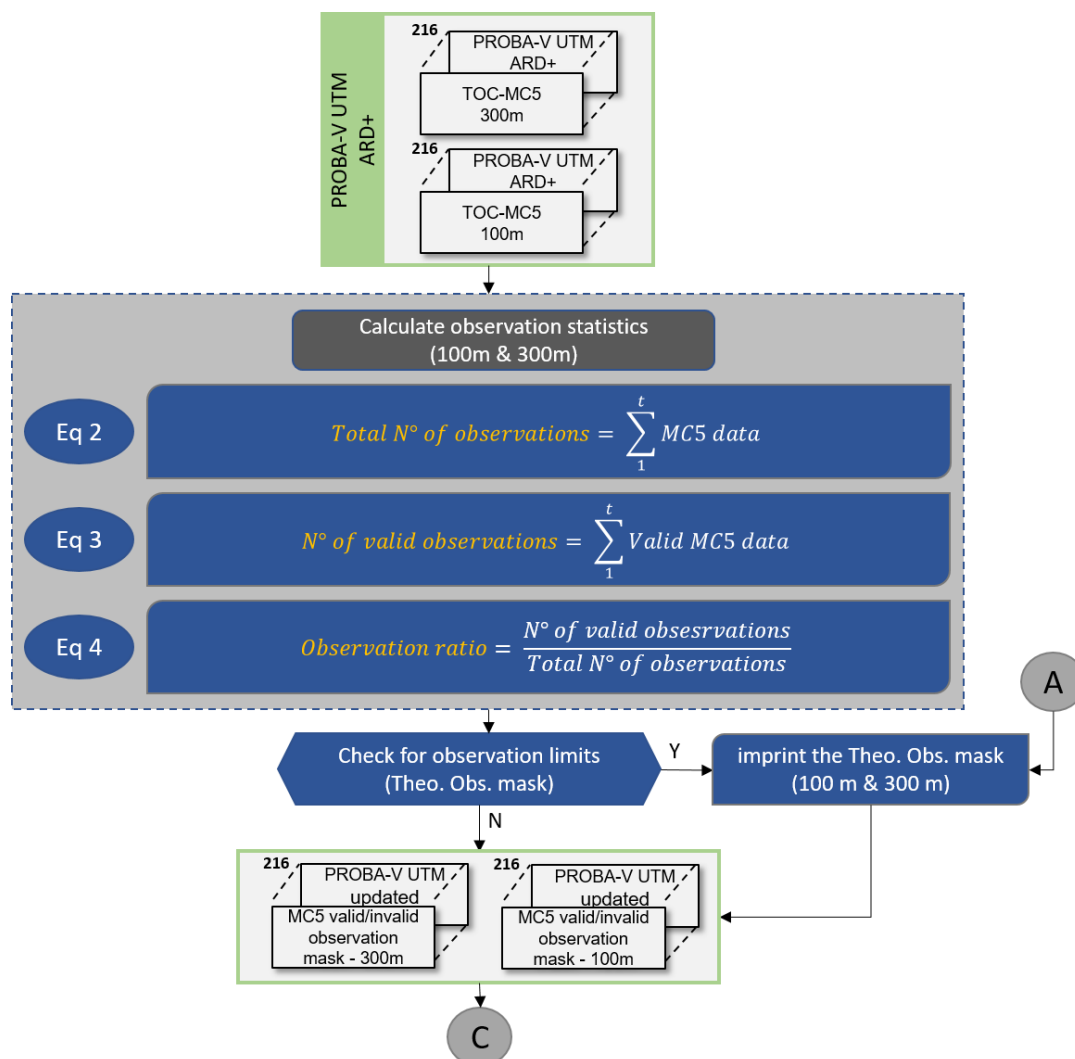 PROBA-V UTM
ARD+
216
PROBA-V UTM
ARD+
TOC-MC5
300m
216
PROBA-V UTM
ARD+
TOC-MC5
100m
Calculate observation statistics
(100m & 300m)
Eq 2
Total N° of observations = ∑ₜ₌₁ᵗ MC5 data
Eq 3
N° of valid observations = ∑₁ᵗ Valid MC5 data
Eq 4
Observation ratio = N° of valid obsesrvations / Total N° of observations
A
Check for observation limits
(Theo. Obs. mask)
Y
imprint the Theo. Obs. mask
(100 m & 300 m)
N
216
PROBA-V UTM
updated
MC5 valid/invalid
observation
mask - 300m
216
PROBA-V UTM
updated
MC5 valid/invalid
observation
mask - 100m
C